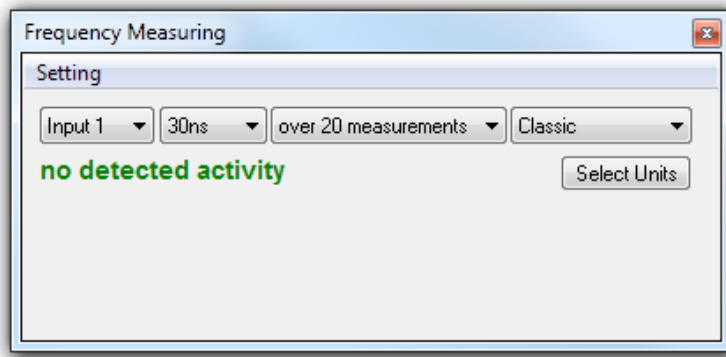 Frequency Measuring
Setting
Input 1 30ns over 20 measurements Classic
no detected activity Select Units